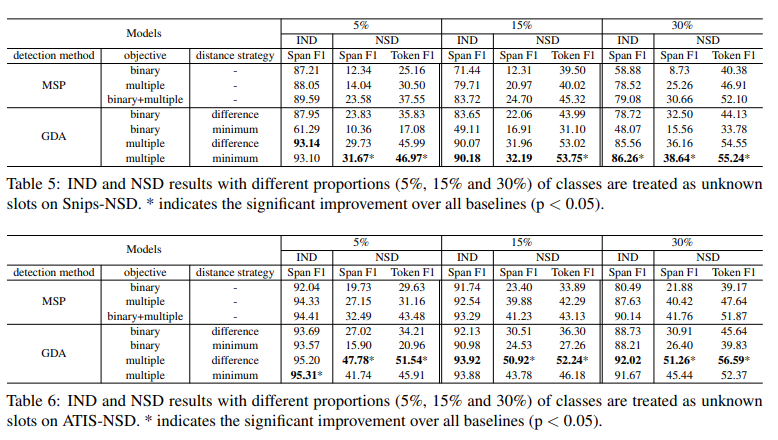 Models 5% 15% 30%
IND NSD IND NSD IND NSD
detection method objective distance strategy Span F1 Span F1 Token F1 Span F1 Span F1 Token F1 Span F1 Span F1 Token F1
MSP binary - 87.21 12.34 25.16 71.44 12.31 39.50 58.88 8.73 40.38
multiple - 88.05 14.04 30.50 79.71 20.97 40.02 78.52 25.26 46.91
binary+multiple - 89.59 23.58 37.55 83.72 24.70 45.32 79.08 30.66 52.10
GDA binary difference 87.95 23.83 35.83 83.65 22.06 43.99 78.72 32.50 44.13
binary minimum 61.29 10.36 17.08 49.11 16.91 31.10 48.07 15.56 33.78
multiple difference 93.14 29.73 45.99 90.07 31.96 53.02 85.56 36.16 54.55
multiple minimum 93.10 31.67* 46.97* 90.18 32.19 53.75* 86.26* 38.64* 55.24*
Table 5: IND and NSD results with different proportions (5%, 15% and 30%) of classes are treated as unknown
slots on Snips-NSD. * indicates the significant improvement over all baselines (p < 0.05).
Models 5% 15% 30%
IND NSD IND NSD IND NSD
detection method objective distance strategy Span F1 Span F1 Token F1 Span F1 Span F1 Token F1 Span F1 Span F1 Token F1
MSP binary - 92.04 19.73 29.63 91.74 23.40 33.89 80.49 21.88 39.17
multiple - 94.33 27.15 31.16 92.54 39.88 42.29 87.63 40.42 47.64
binary+multiple - 94.41 32.49 43.48 93.29 41.23 43.13 90.14 41.76 51.87
GDA binary difference 93.69 27.02 34.21 92.13 30.51 36.30 88.73 30.91 45.64
binary minimum 93.57 15.90 20.96 90.98 24.53 27.26 88.21 26.40 39.83
multiple difference 95.20 47.78* 51.54* 93.92 50.92* 52.24* 92.02 51.26* 56.59*
multiple minimum 95.31* 41.74 45.91 93.88 43.78 46.18 91.67 45.44 52.37
Table 6: IND and NSD results with different proportions (5%, 15% and 30%) of classes are treated as unknown
slots on ATIS-NSD. * indicates the significant improvement over all baselines (p < 0.05).